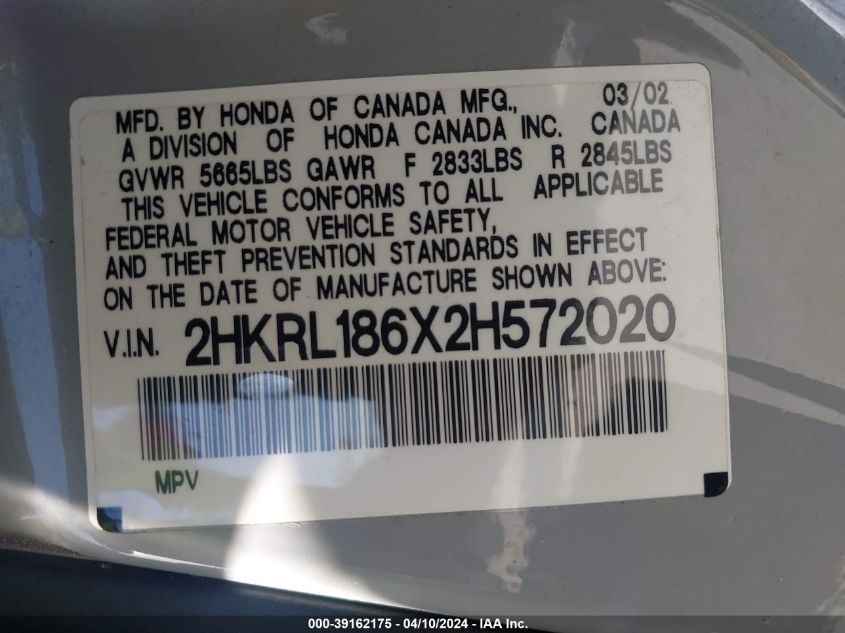 MFD. BY HONDA OF CANADA MFG., 03/02
A DIVISION OF HONDA CANADA INC. CANADA
GVWR 5665LBS GAWR F 2833LBS R 2845LBS
THIS VEHICLE CONFORMS TO ALL APPLICABLE
FEDERAL MOTOR VEHICLE SAFETY,
AND THEFT PREVENTION STANDARDS IN EFFECT
ON THE DATE OF MANUFACTURE SHOWN ABOVE:
V.I.N. 2HKRL186X2H572020
MPV
000-39162175 - 04/10/2024 - IAA Inc.